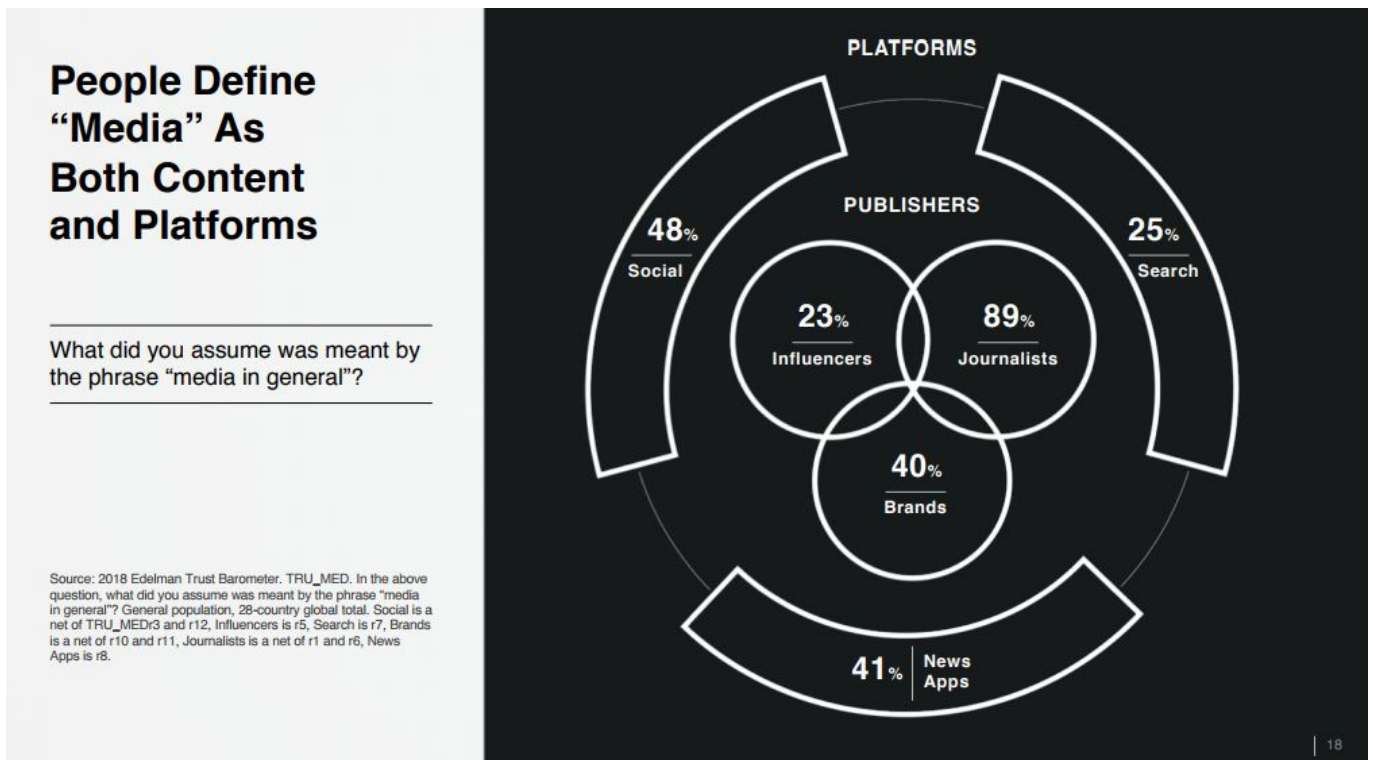 People Define
“Media” As
Both Content
and Platforms
What did you assume was meant by
the phrase “media in general”?
Source: 2018 Edelman Trust Barometer. TRU_MED. In the above
question, what did you assume was meant by the phrase “media
in general”? General population, 28-country global total. Social is a
net of TRU_MEDr3 and r12, Influencers is r5, Search is r7, Brands
is a net of r10 and r11, Journalists is a net of r1 and r6, News
Apps is r8.
PLATFORMS
PUBLISHERS
48%
Social
25%
Search
23%
Influencers
89%
Journalists
40%
Brands
41%
News
Apps
18